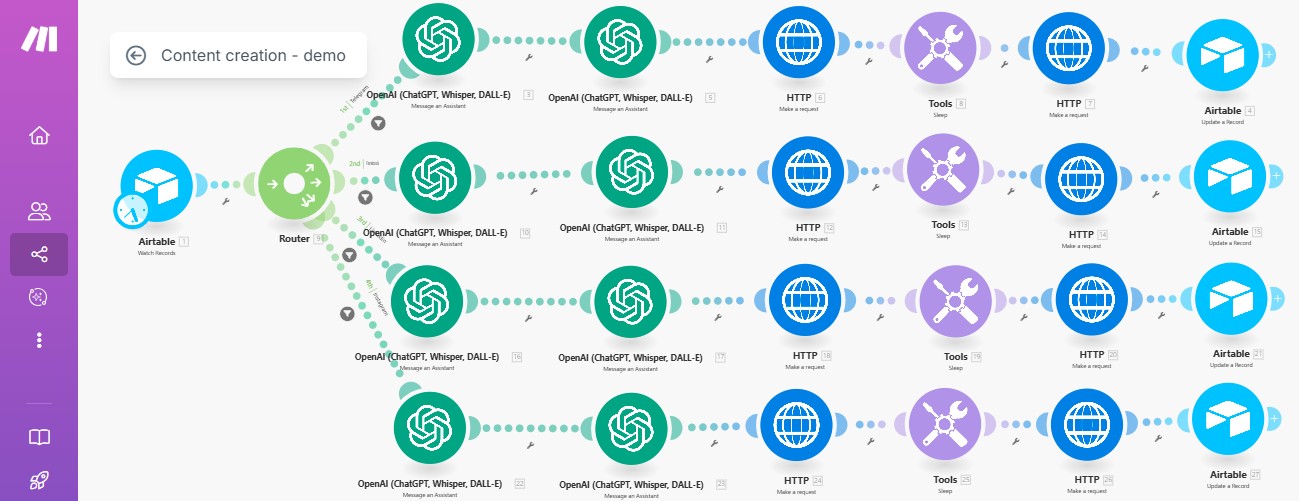 Content creation - demo
1st Telegram
OpenAI (ChatGPT, Whisper, DALL-E) 3
Message an Assistant
OpenAI (ChatGPT, Whisper, DALL-E) 5
Message an Assistant
HTTP 6
Make a request
Tools 8
Sleep
HTTP 7
Make a request
Airtable 4
Update a Record
Airtable 1
Watch Records
Router
2nd
OpenAI (ChatGPT, Whisper, DALL-E) 10
Message an Assistant
OpenAI (ChatGPT, Whisper, DALL-E) 11
Message an Assistant
HTTP 12
Make a request
Tools 13
Sleep
HTTP 14
Make a request
Airtable 15
Update a Record
3rd
OpenAI (ChatGPT, Whisper, DALL-E) 16
Message an Assistant
OpenAI (ChatGPT, Whisper, DALL-E) 17
Message an Assistant
HTTP 18
Make a request
Tools 19
Sleep
HTTP 20
Make a request
Airtable 21
Update a Record
4th Instagram
OpenAI (ChatGPT, Whisper, DALL-E) 22
Message an Assistant
OpenAI (ChatGPT, Whisper, DALL-E) 23
Message an Assistant
HTTP 24
Make a request
Tools 25
Sleep
HTTP 26
Make a request
Airtable 27
Update a Record